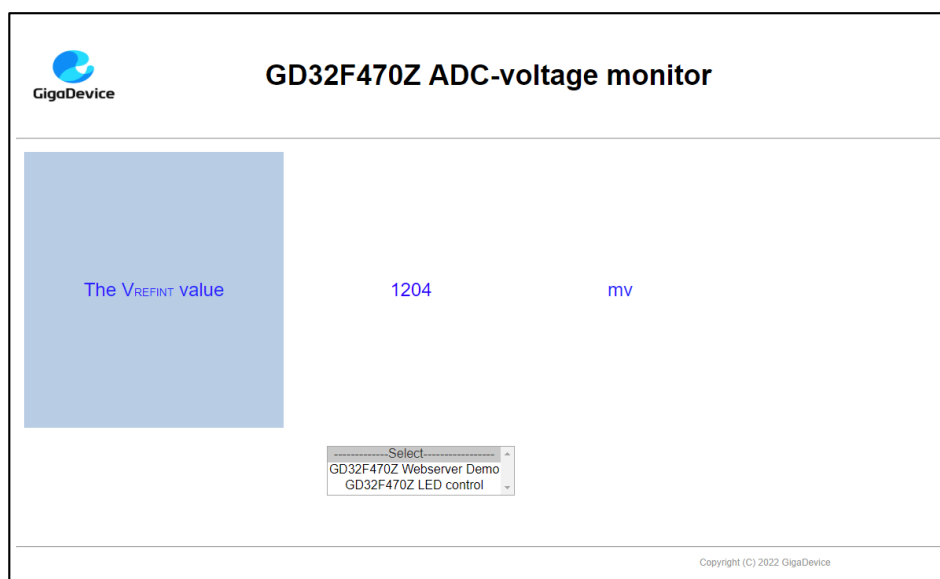 GigaDevice
GD32F470Z ADC-voltage monitor
The VREFINT value 1204 mv
-------------Select-----------------
GD32F470Z Webserver Demo
GD32F470Z LED control
Copyright (C) 2022 GigaDevice